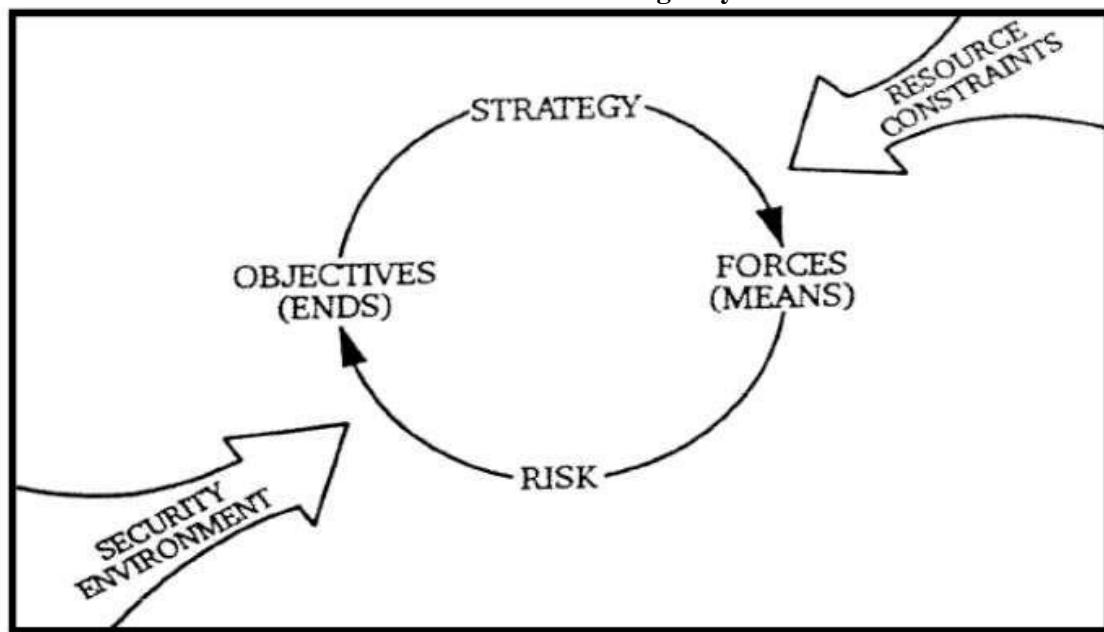 STRATEGY
RESOURCE
CONSTRAINTS
OBJECTIVES
(ENDS)
FORCES
(MEANS)
RISK
SECURITY
ENVIRONMENT